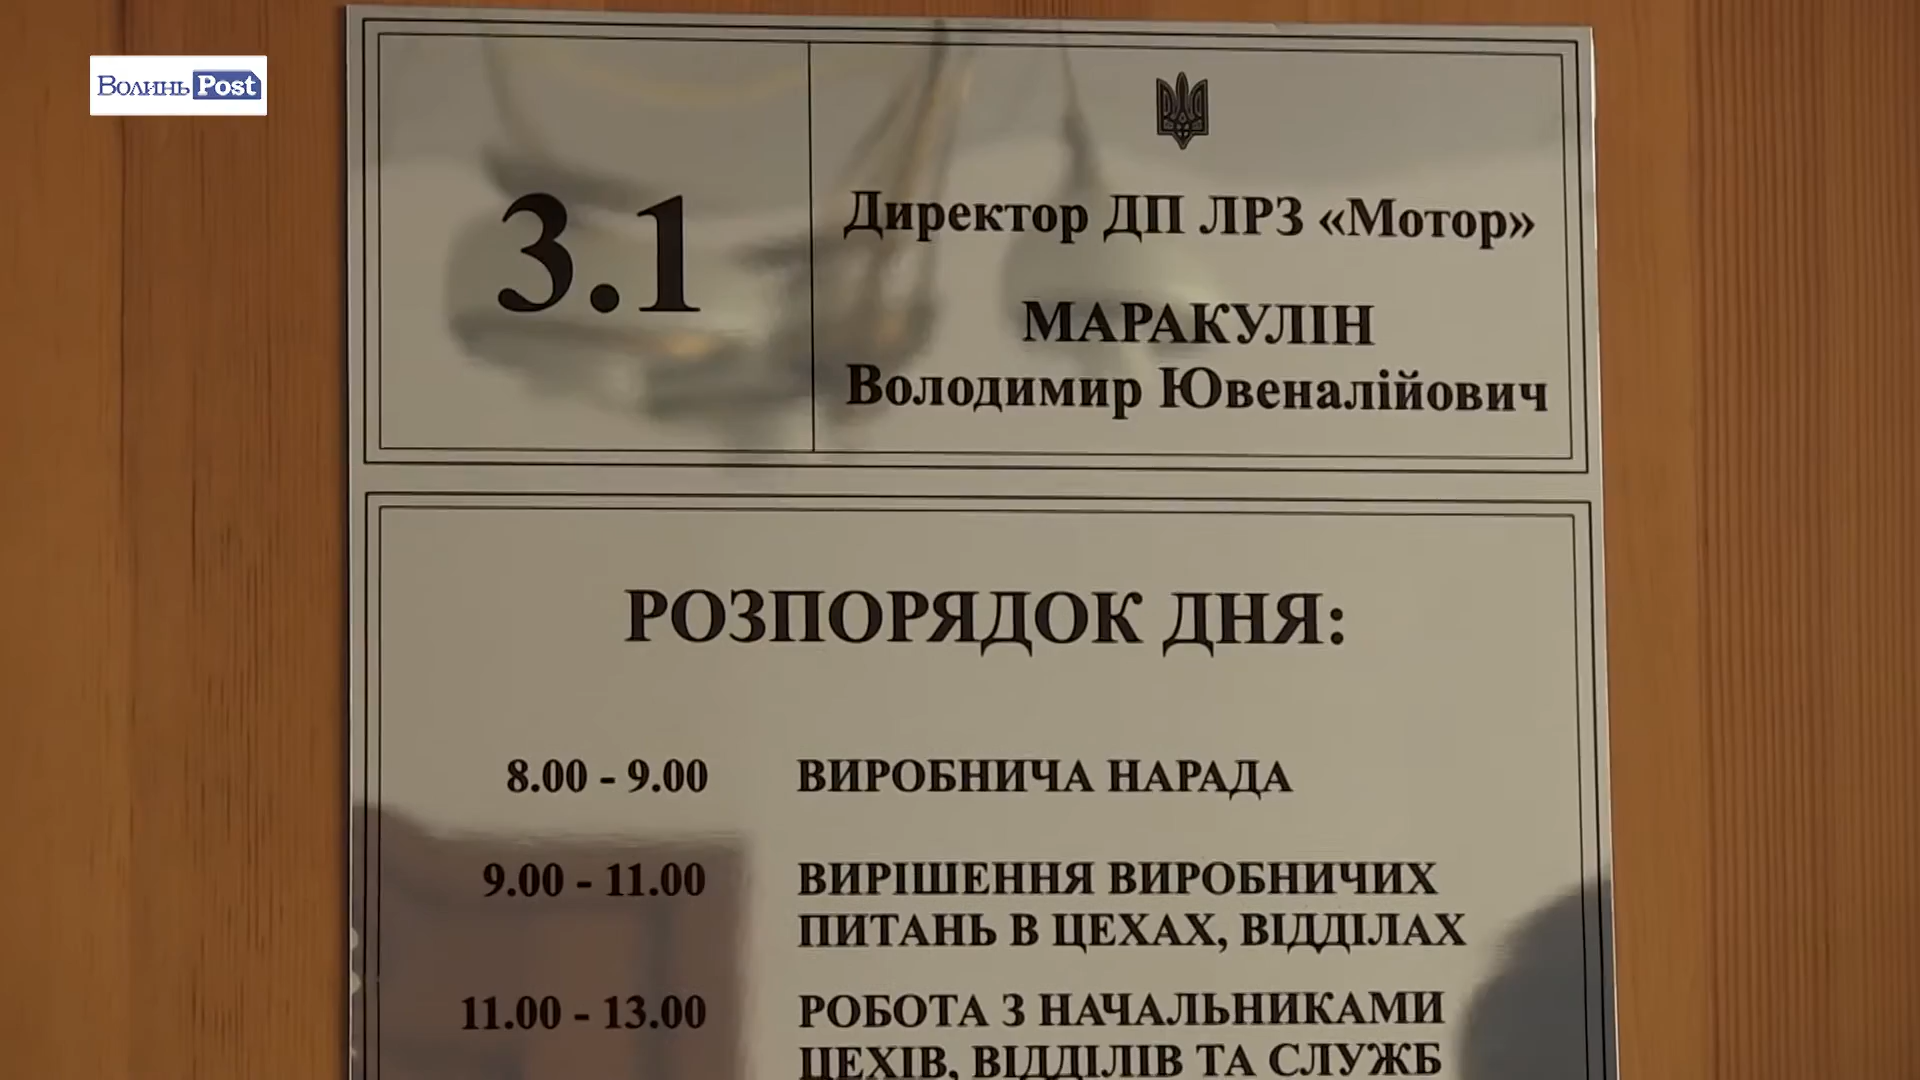 Волинь Post
3.1
Директор ДП ЛРЗ «Мотор»
МАРАКУЛІН
Володимир Ювеналійович
РОЗПОРЯДОК ДНЯ:
8.00 - 9.00 ВИРОБНИЧА НАРАДА
9.00 - 11.00 ВИРІШЕННЯ ВИРОБНИЧИХ
ПИТАНЬ В ЦЕХАХ, ВІДДІЛАХ
11.00 - 13.00 РОБОТА З НАЧАЛЬНИКАМИ
ЦЕХІВ, ВІДДІЛІВ ТА СЛУЖБ